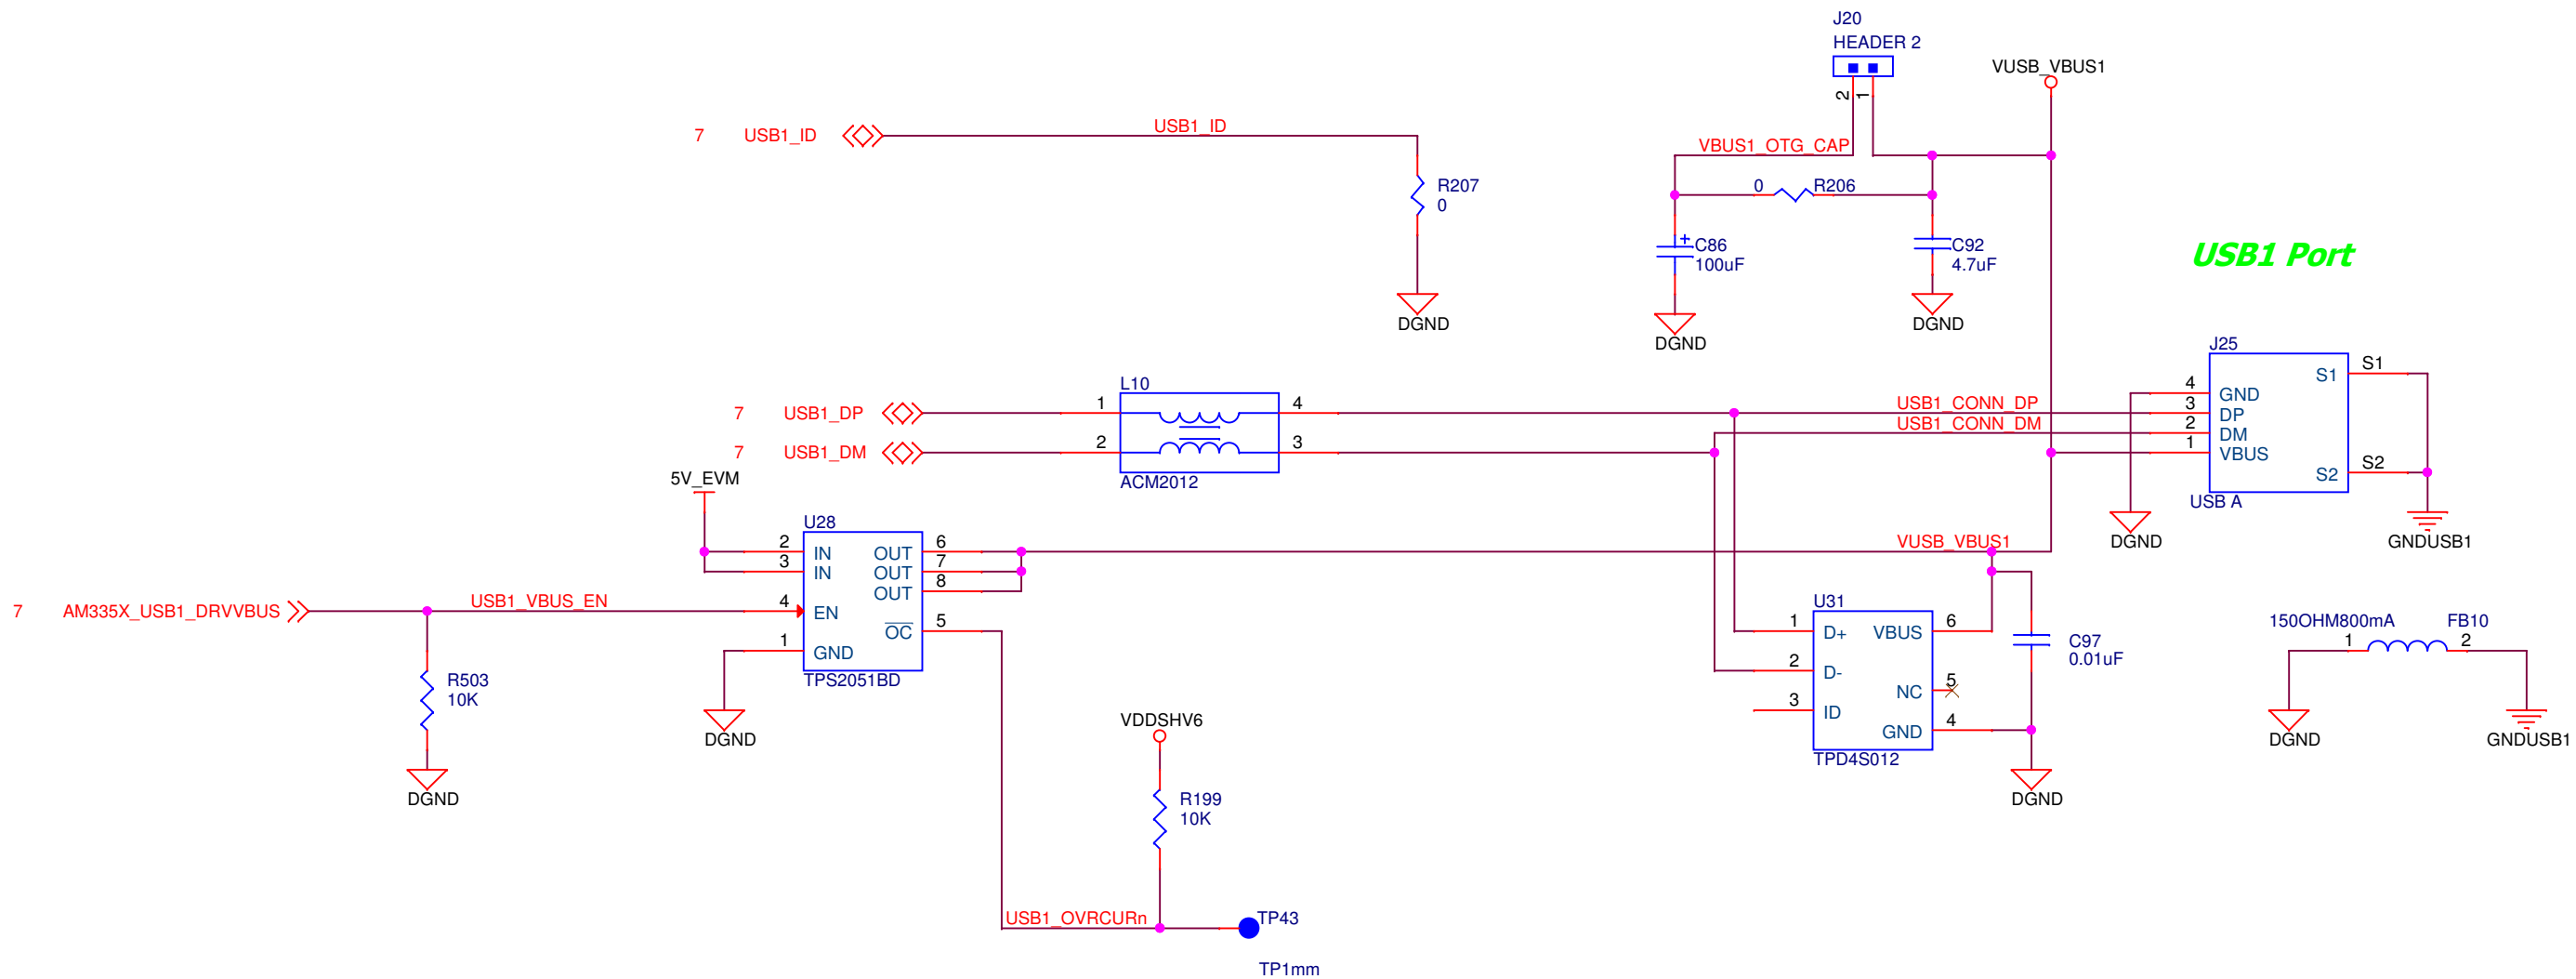 J20
HEADER 2
2
1
VUSB_VBUS1
7 USB1_ID
USB1_ID
VBUS1_OTG_CAP
R207
0
0
R206
C86
100uF
C92
4.7uF
DGND
DGND
DGND
USB1 Port
J25
S1
S1
4
GND
3
DP
2
DM
1
VBUS
S2
S2
USB A
DGND
GNDUSB1
L10
7 USB1_DP
1
4
USB1_CONN_DP
USB1_CONN_DM
7 USB1_DM
2
3
ACM2012
5V_EVM
U28
2
IN
OUT
6
3
IN
OUT
7
OUT
8
VUSB_VBUS1
7 AM335X_USB1_DRVVBUS
USB1_VBUS_EN
4
EN
OC
5
1
GND
TPS2051BD
DGND
R503
10K
DGND
U31
1
D+
VBUS
6
2
D-
NC
5
3
ID
GND
4
TPD4S012
C97
0.01uF
DGND
150OHM800mA
FB10
1
2
DGND
GNDUSB1
VDDSHV6
R199
10K
USB1_OVRCURn
TP43
TP1mm